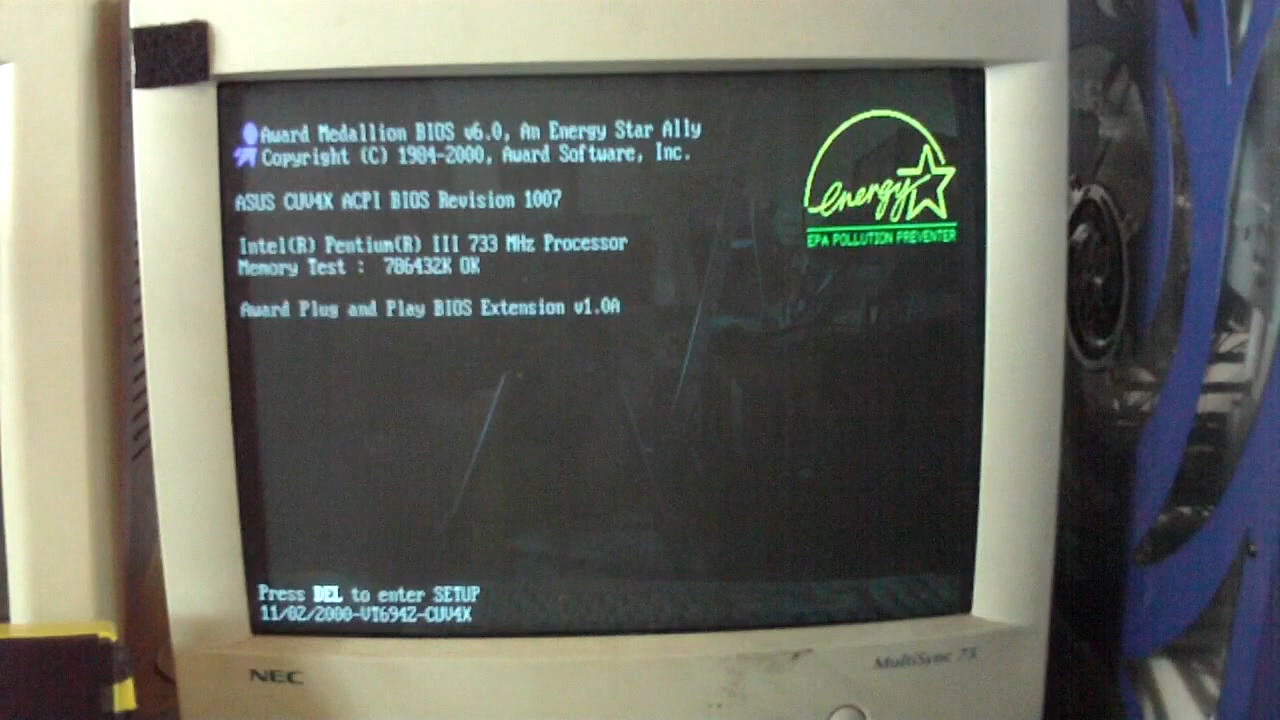 Award Medallion BIOS v6.0, An Energy Star Ally
Copyright (C) 1984-2000, Award Software, Inc.
energy
EPA POLLUTION PREVENTER
ASUS CUV4X ACPI BIOS Revision 1007
Intel(R) Pentium(R) III 733 MHz Processor
Memory Test : 786432K OK
Award Plug and Play BIOS Extension v1.0A
Press DEL to enter SETUP
11/02/2000-VT694Z-CUV4X
NEC
MultiSync 75